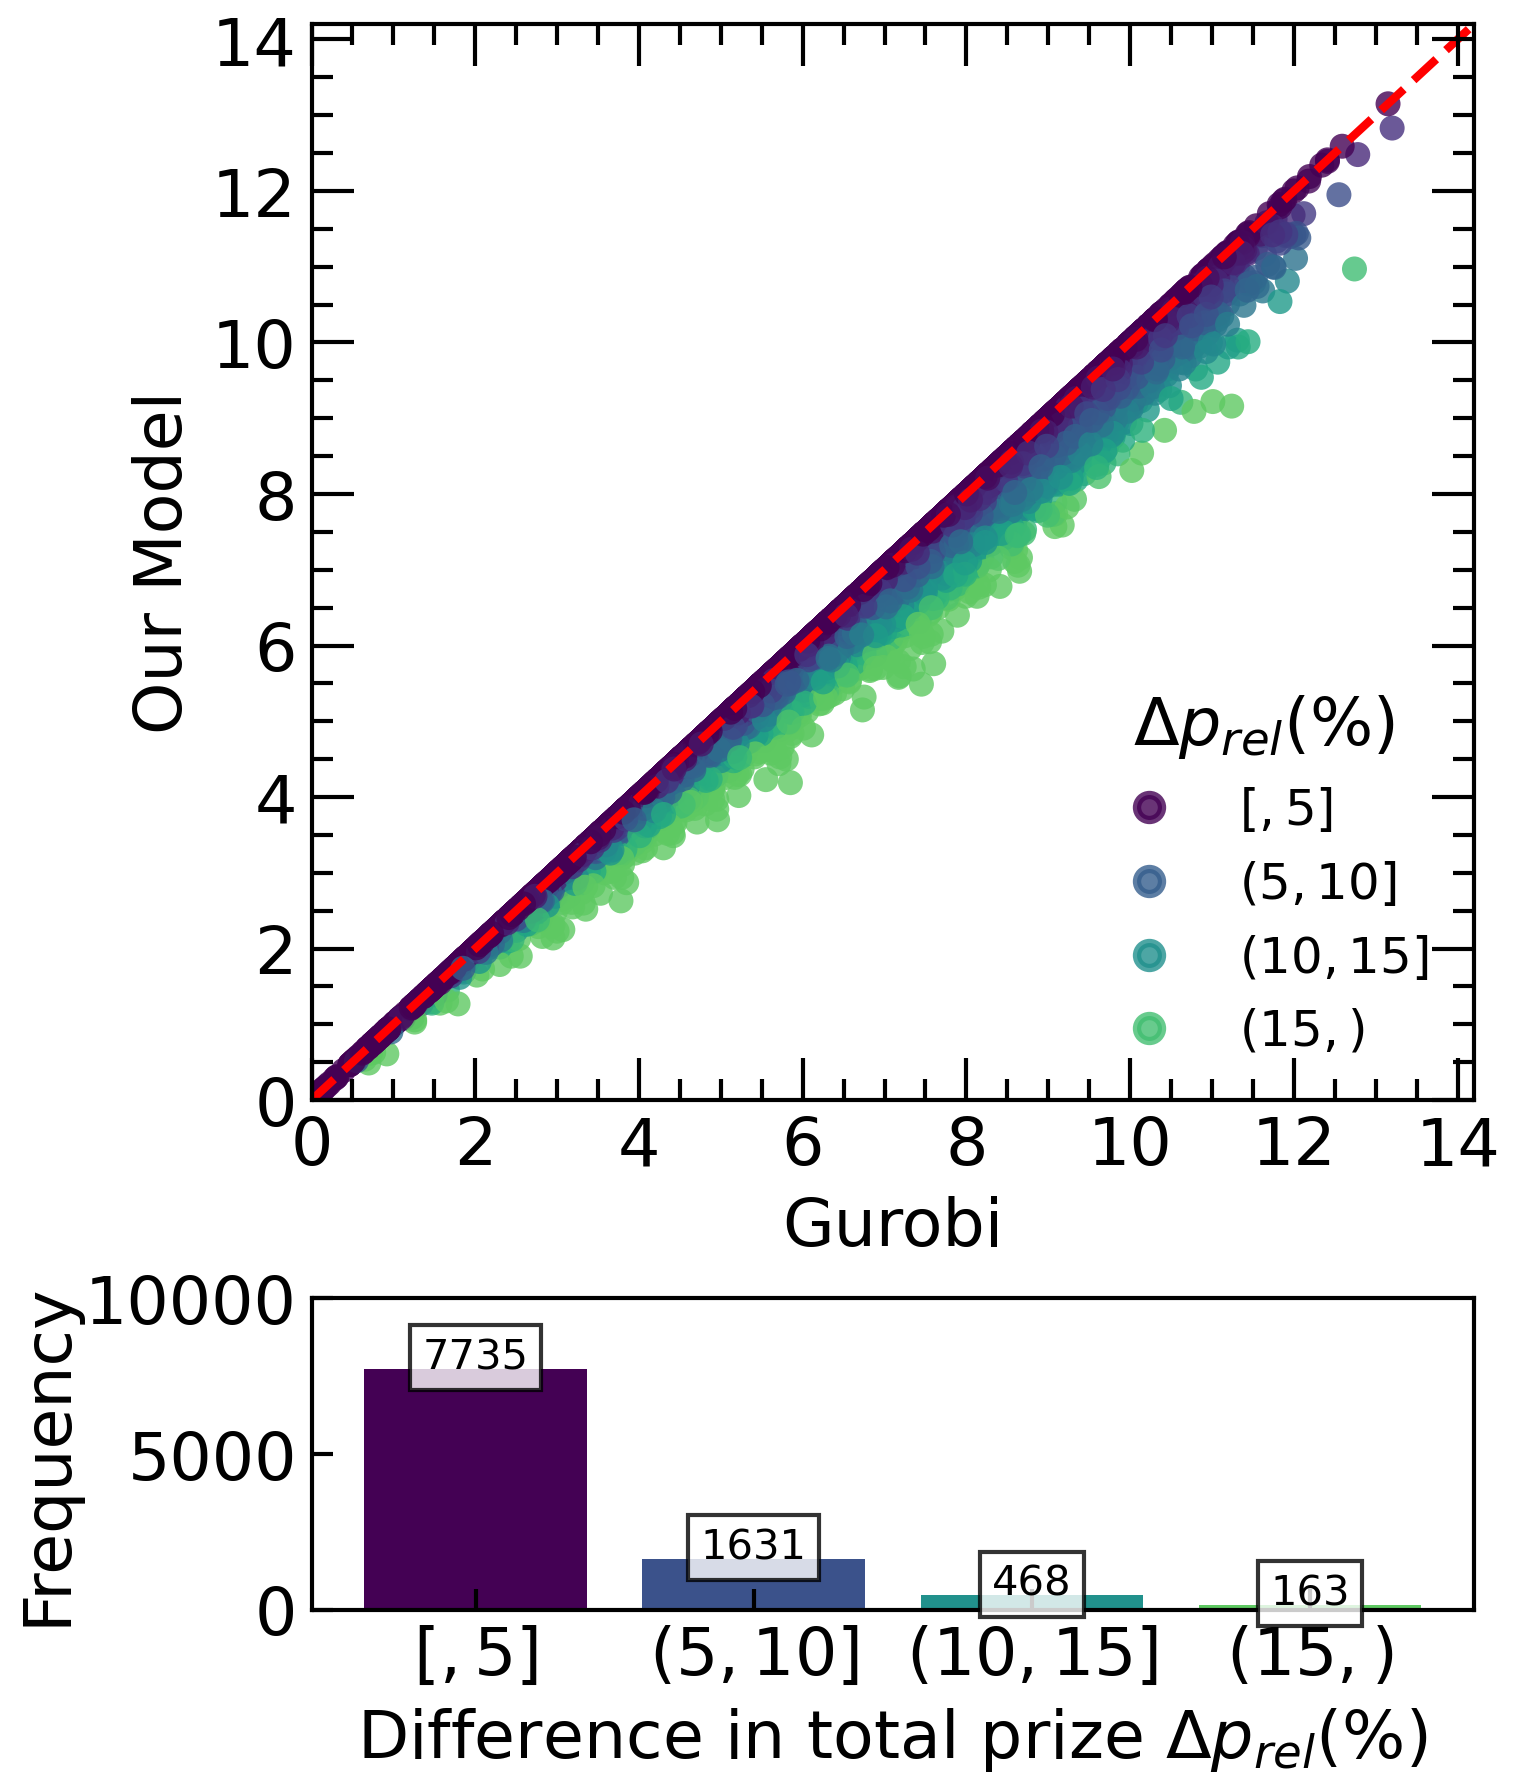 14
12
10
8
6
4
2
0
Our Model
Δp_rel(%)
[, 5]
(5, 10]
(10, 15]
(15, )
0 2 4 6 8 10 12 14
Gurobi
10000
5000
0
Frequency
7735
1631
468
163
[, 5] (5, 10] (10, 15] (15, )
Difference in total prize Δp_rel(%)